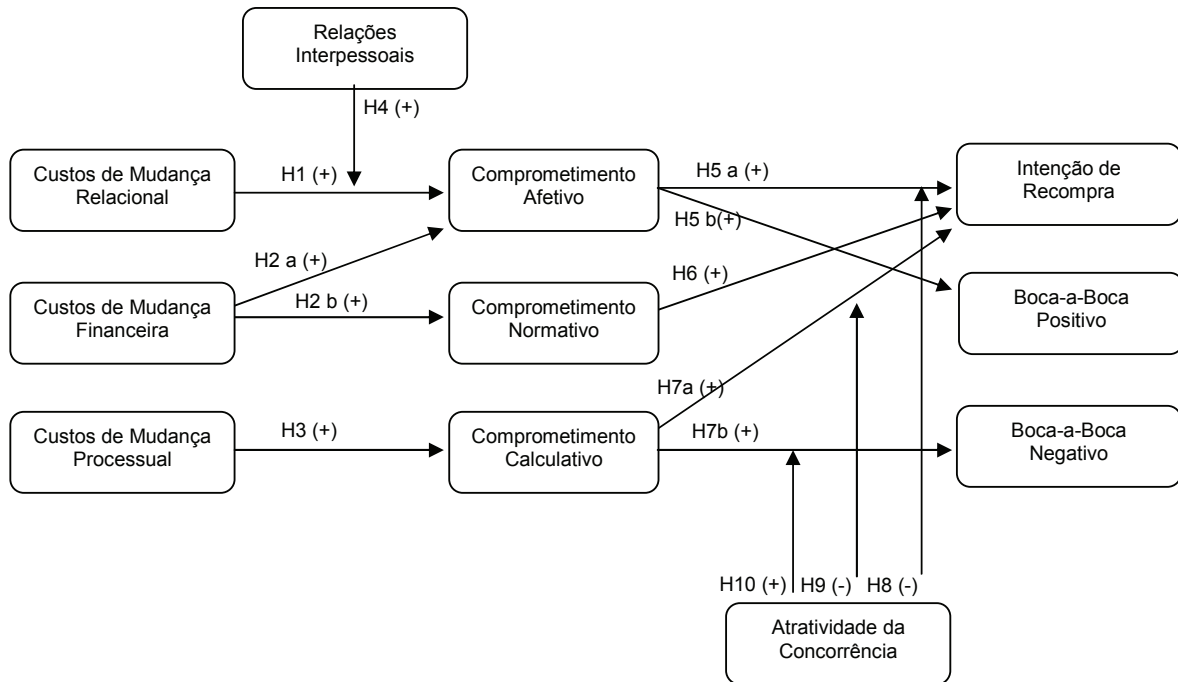 Relações
Interpessoais
H4 (+)
Custos de Mudança
Relacional
H1 (+)
Comprometimento
Afetivo
H5 a (+)
Intenção de
Recompra
H5 b(+)
H2 a (+)
H6 (+)
Custos de Mudança
Financeira
H2 b (+)
Comprometimento
Normativo
Boca-a-Boca
Positivo
H7a (+)
Custos de Mudança
Processual
H3 (+)
Comprometimento
Calculativo
H7b (+)
Boca-a-Boca
Negativo
H10 (+) H9 (-) H8 (-)
Atratividade da
Concorrência